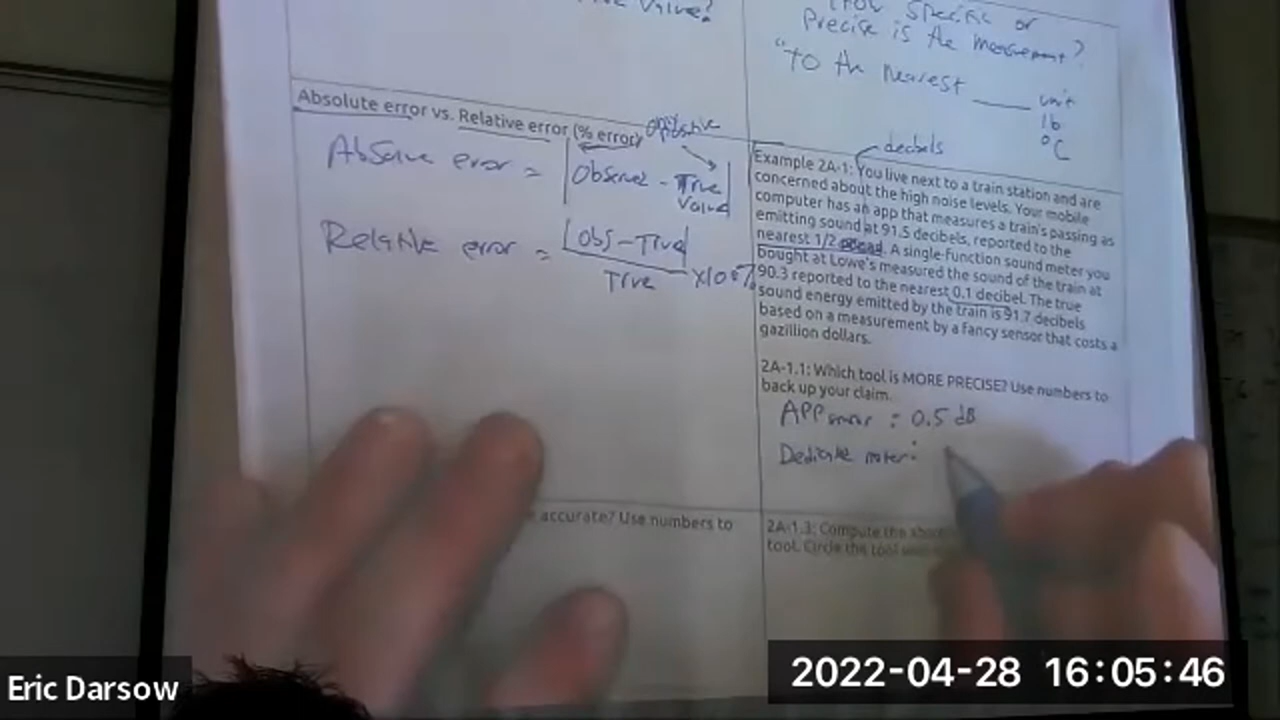 Value?
(How specific or
Precise is the measurement?
"To the nearest ____ unit
lb
°C
Absolute error vs. Relative error (% error)
Absolute error = | Observed - True
Value |
Relative error = |obs - True|
True x100%
decibels
Example 2A-1: You live next to a train station and are
concerned about the high noise levels. Your mobile
computer has an app that measures a train's passing as
emitting sound at 91.5 decibels, reported to the
nearest 1/2 . A single-function sound meter you
bought at Lowe's measured the sound of the train at
90.3 reported to the nearest 0.1 decibel. The true
sound energy emitted by the train is 91.7 decibels
based on a measurement by a fancy sensor that costs a
gazillion dollars.
2A-1.1: Which tool is MORE PRECISE? Use numbers to
back up your claim.
APP : 0.5 dB
Dedicate meter:
accurate? Use numbers to
2A-1.3: Compute the
tool. Circle the tool
Eric Darsow
2022-04-28 16:05:46